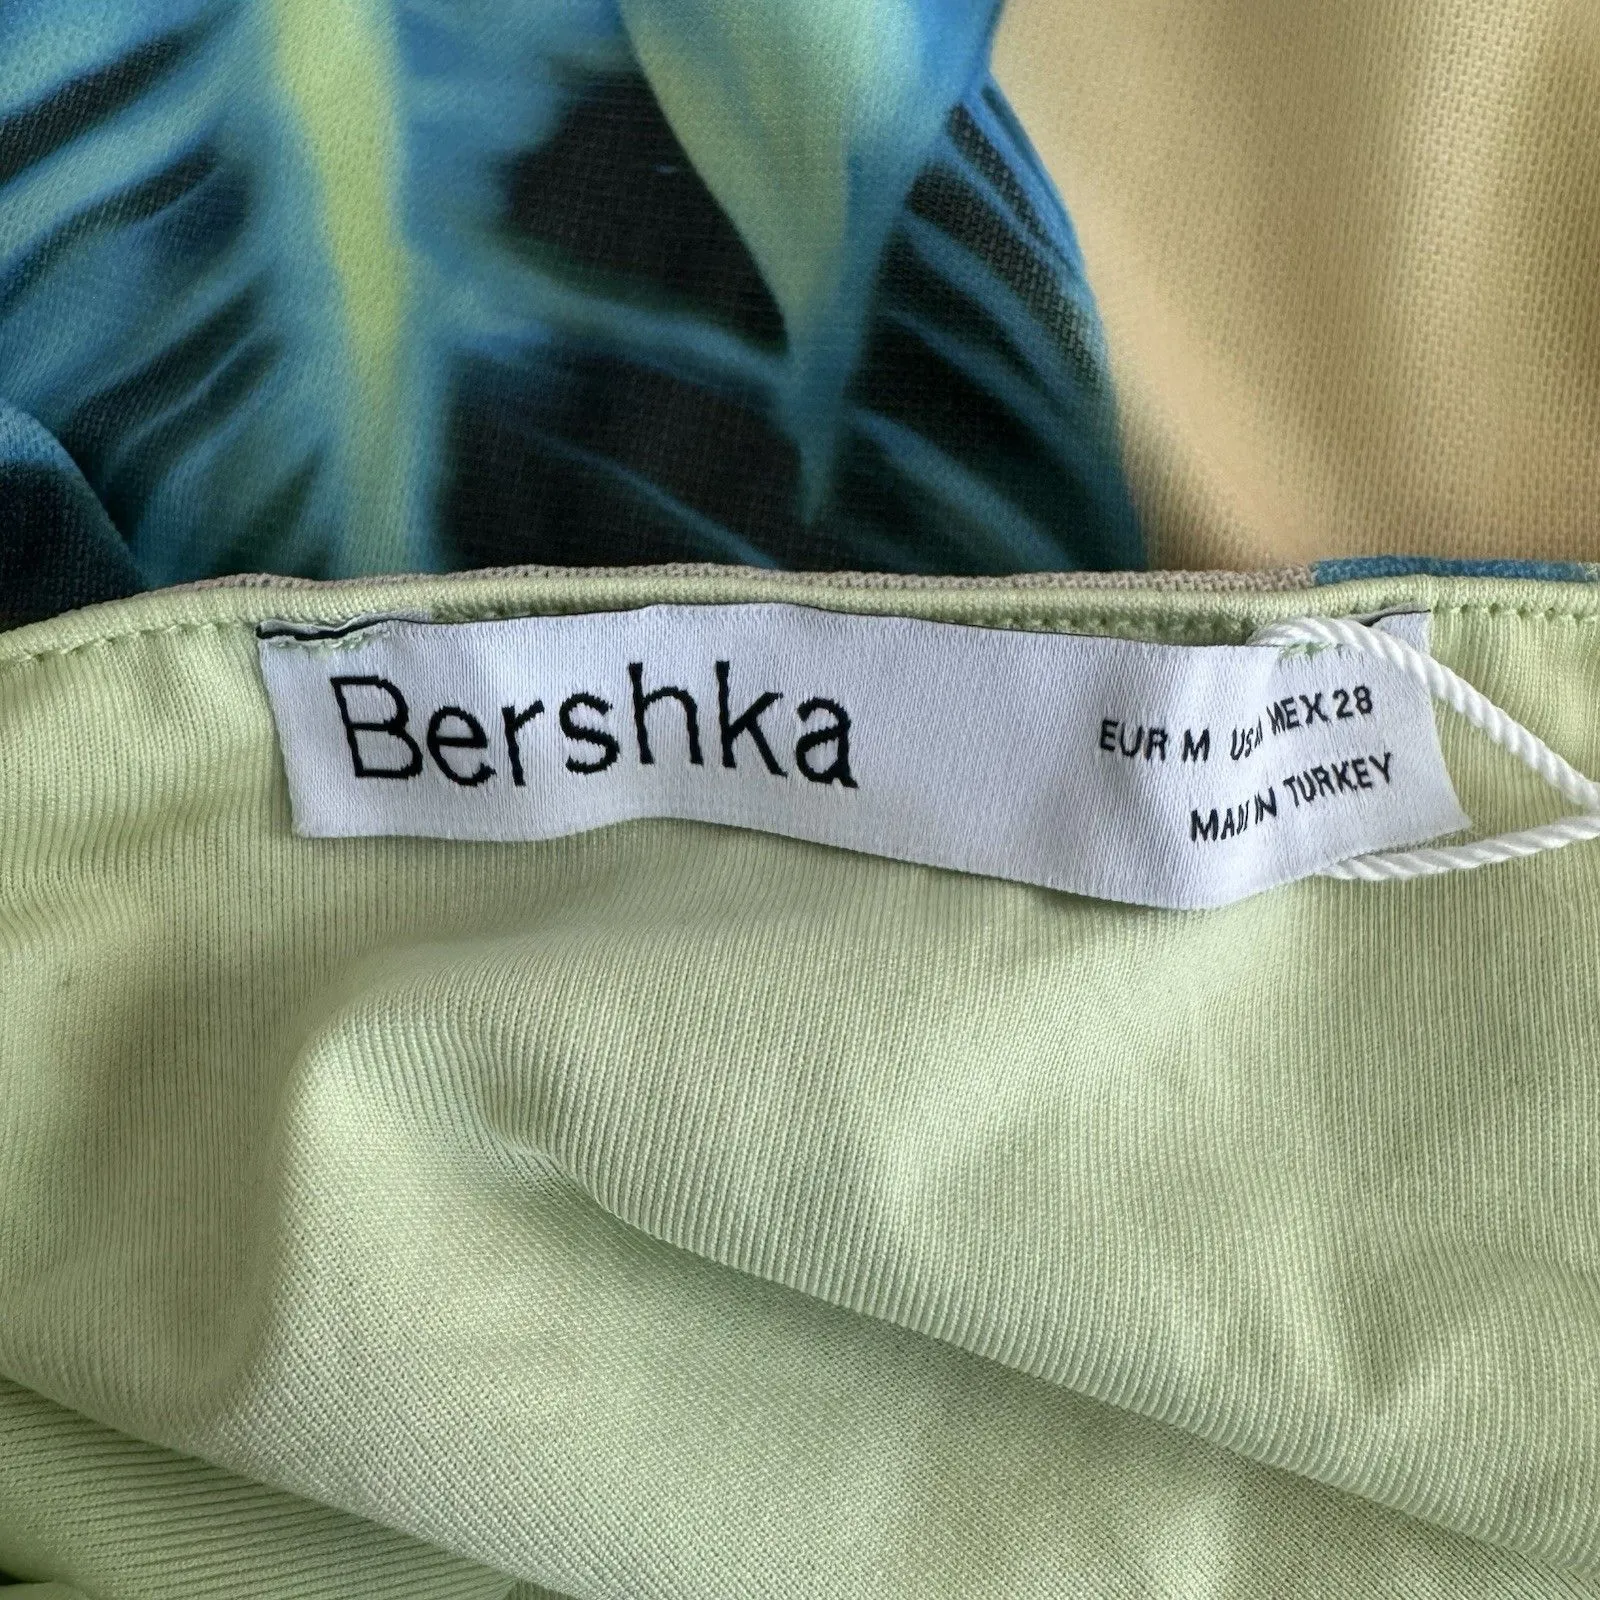 Bershka
EUR M USA MEX 28
MADE IN TURKEY